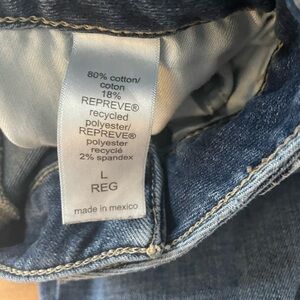 80% cotton/
coton
18%
REPREVE®
recycled
polyester/
REPREVE®
polyester
recyclé
2% spandex
L
REG
made in mexico